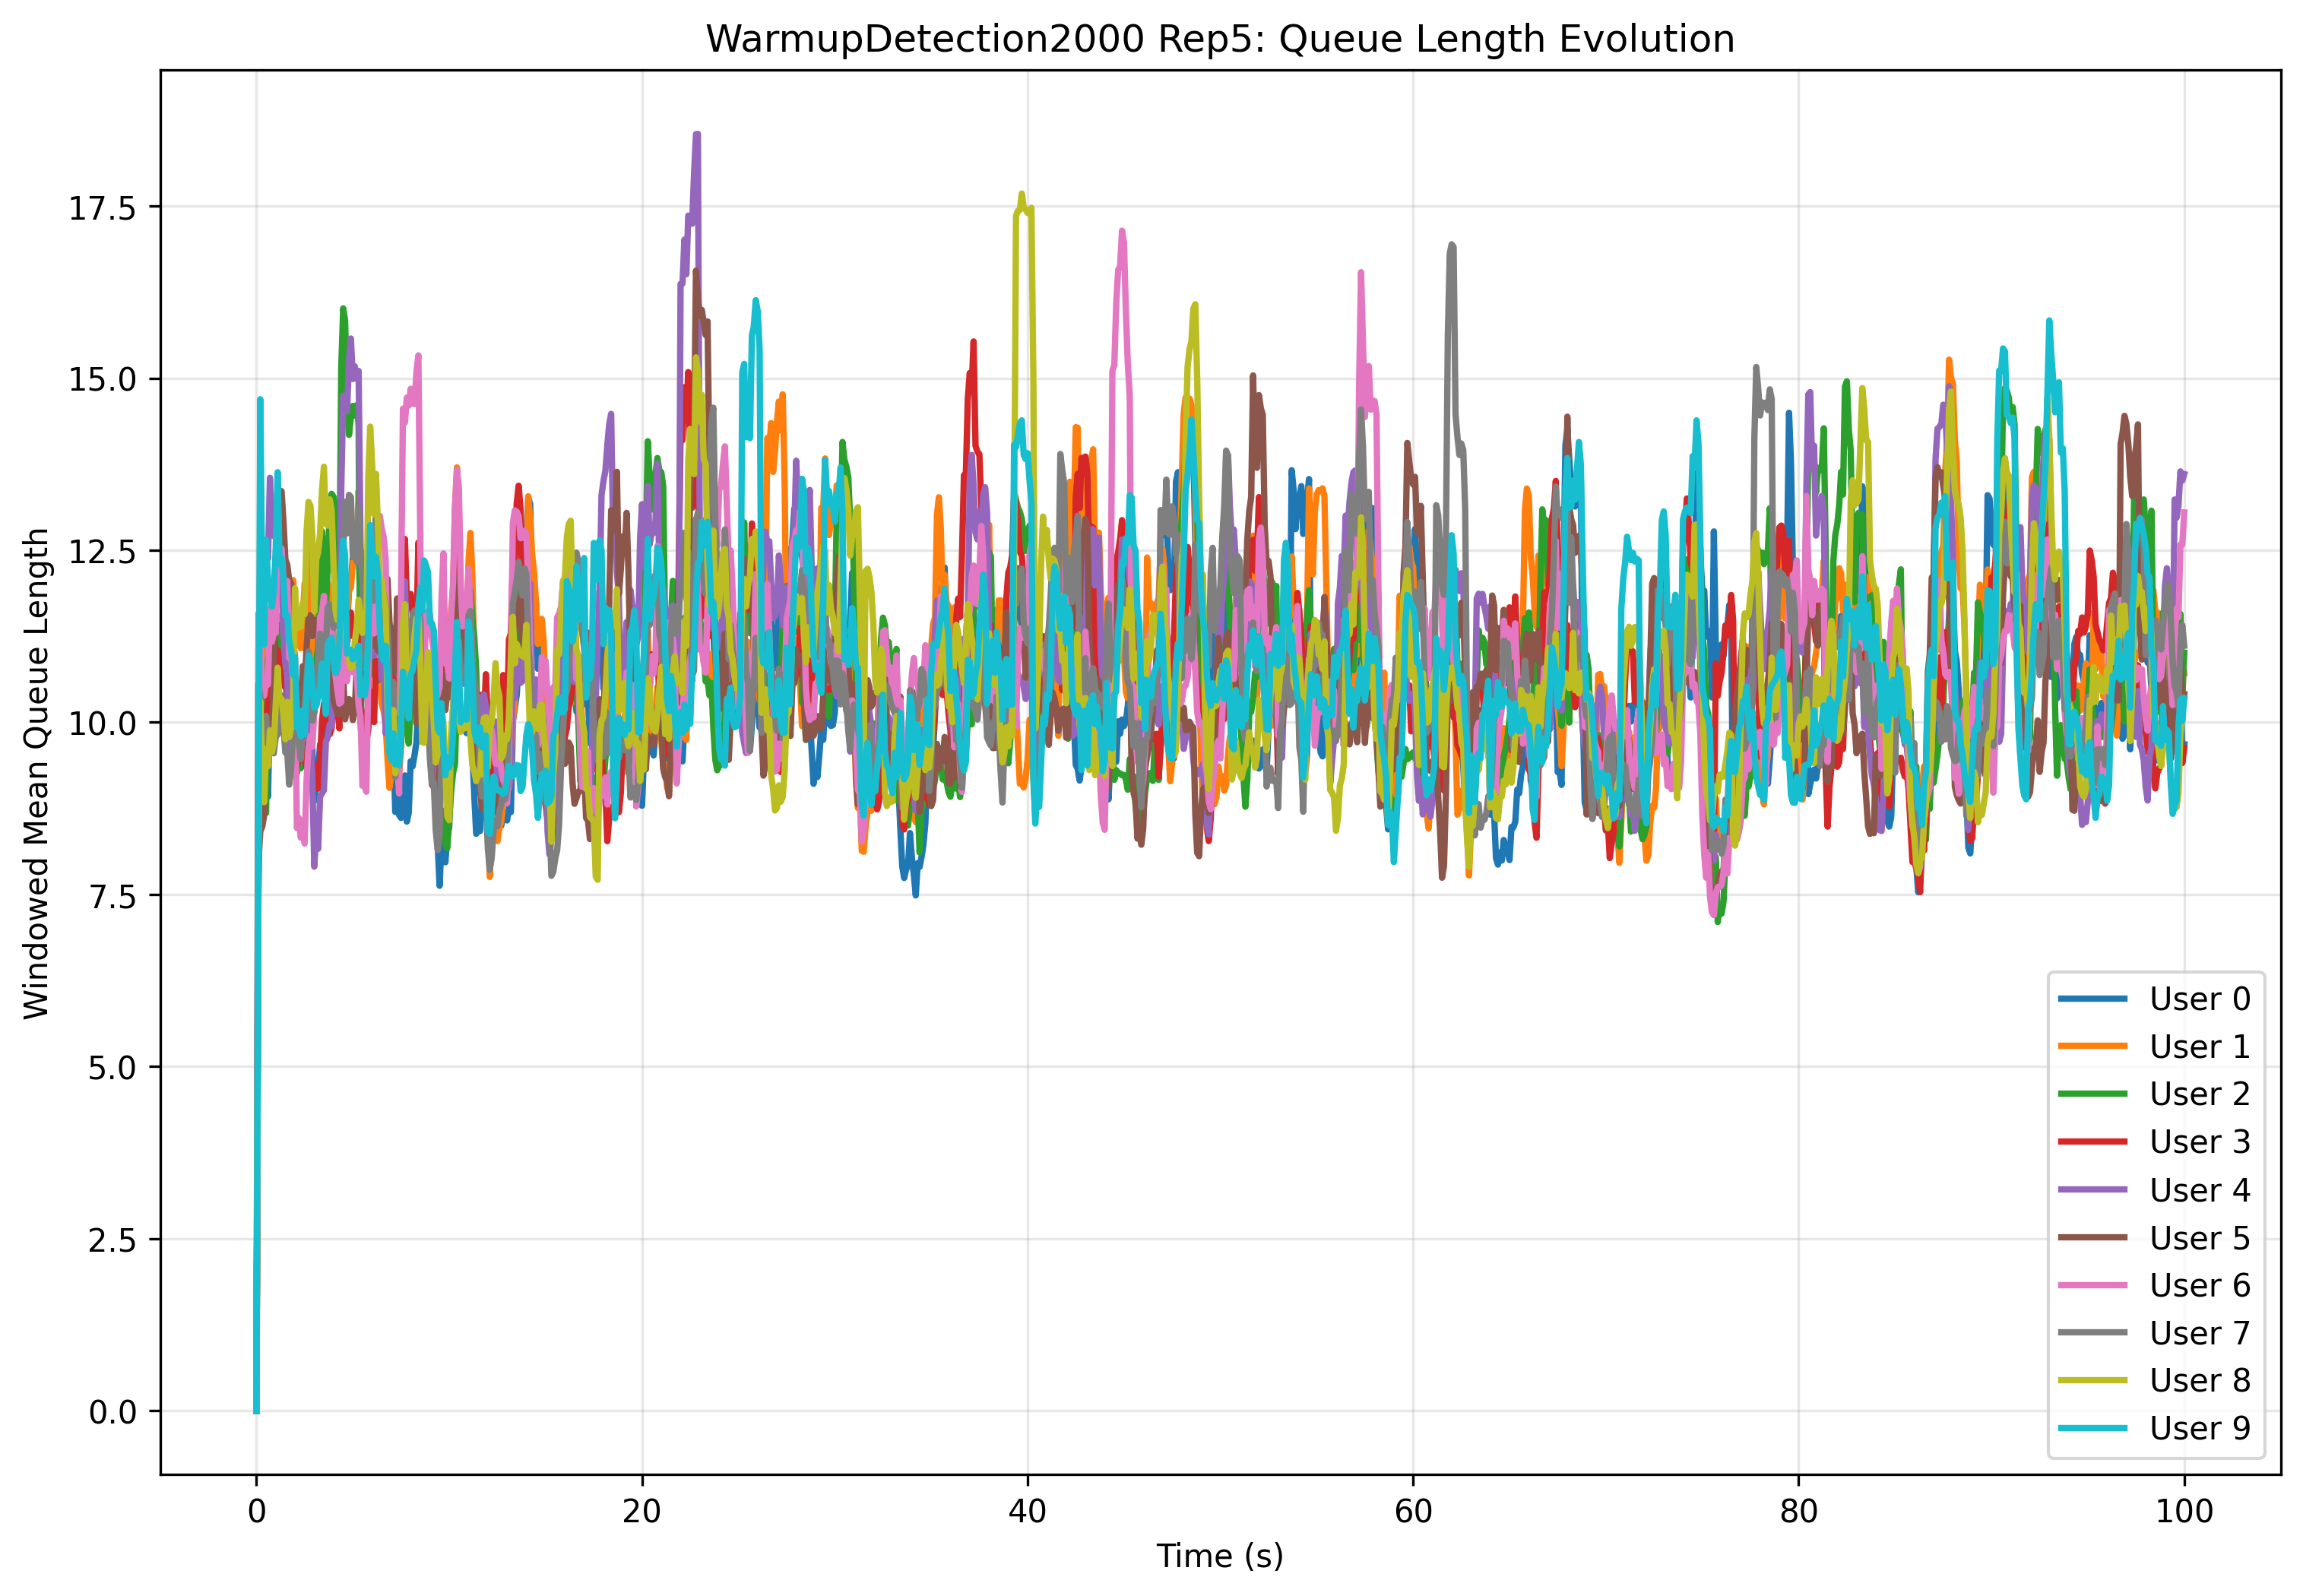 WarmupDetection2000 Rep5: Queue Length Evolution
Windowed Mean Queue Length
17.5
15.0
12.5
10.0
7.5
5.0
2.5
0.0
0 20 40 60 80 100
Time (s)
User 0
User 1
User 2
User 3
User 4
User 5
User 6
User 7
User 8
User 9